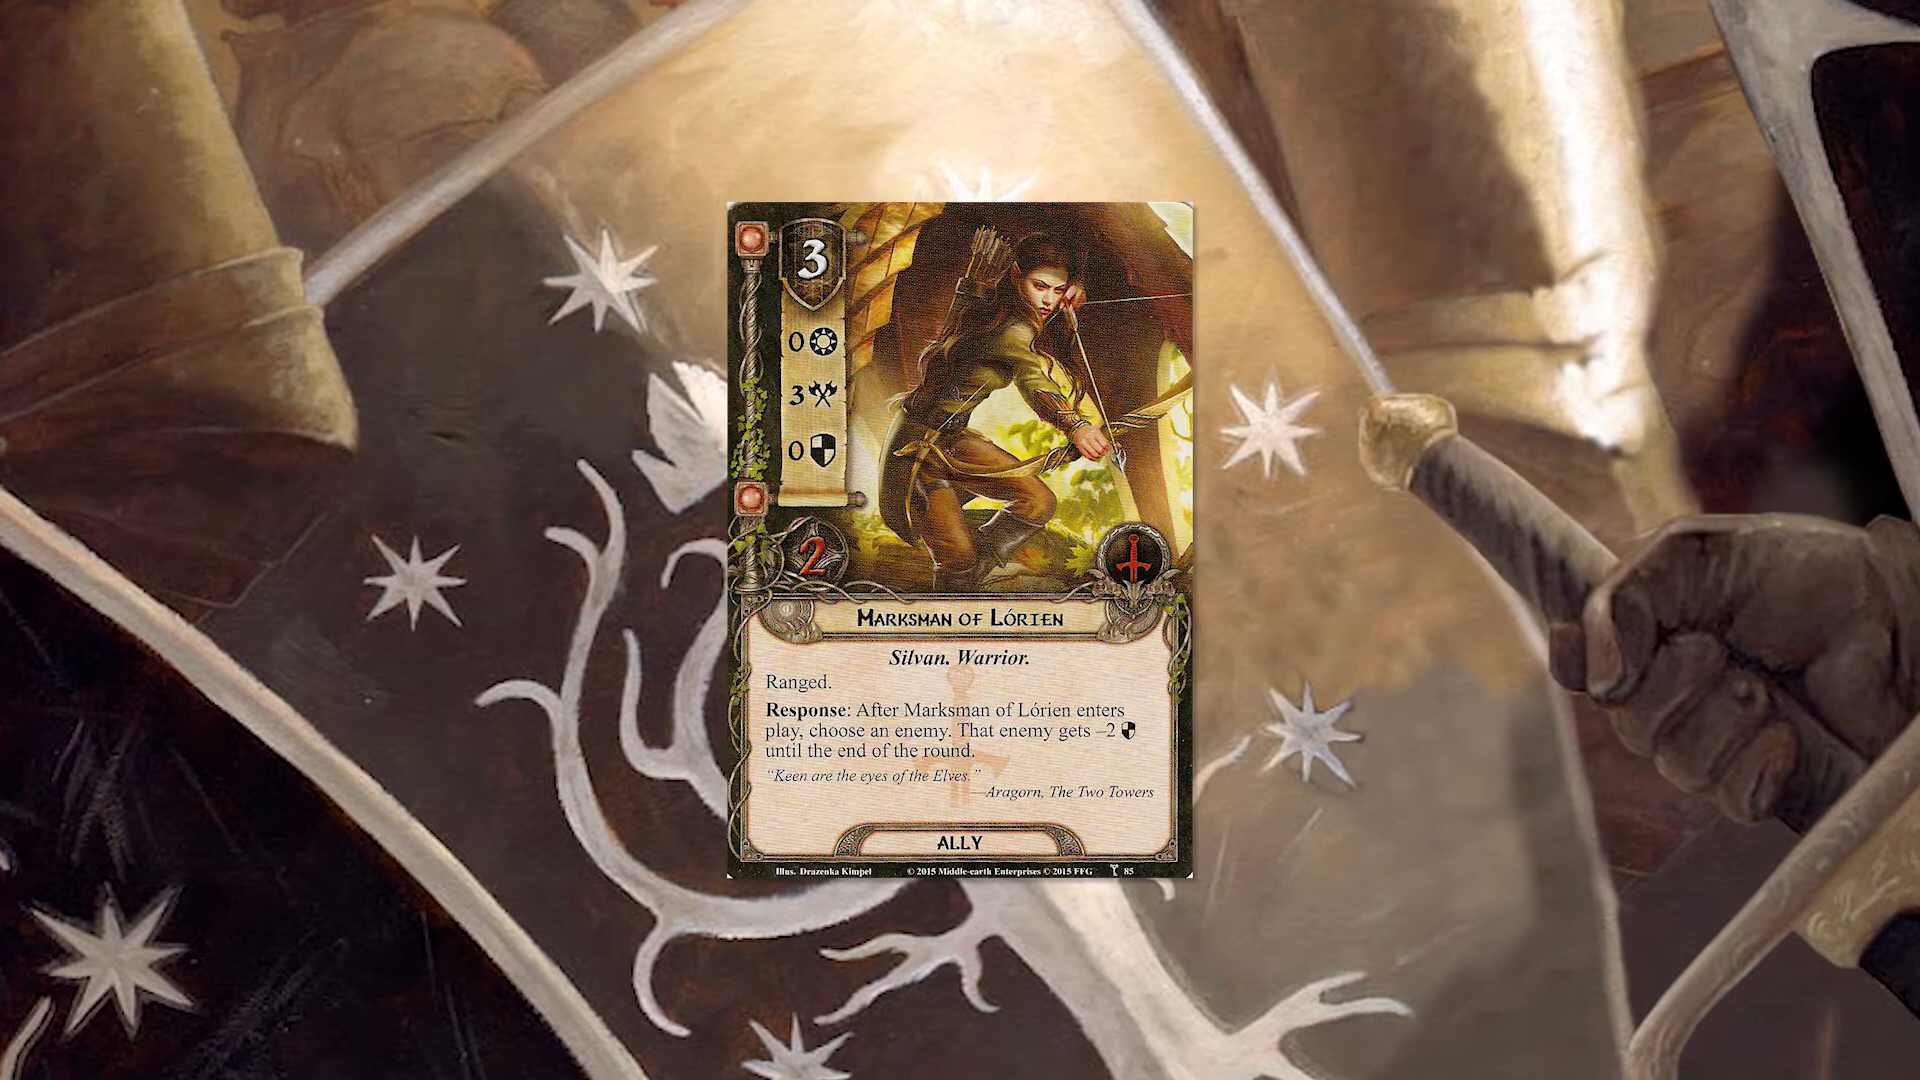 3
0
3
0
2
MARKSMAN OF LÓRIEN
Silvan. Warrior.
Ranged.
Response: After Marksman of Lórien enters
play, choose an enemy. That enemy gets –2
until the end of the round.
"Keen are the eyes of the Elves."
—Aragorn, The Two Towers
ALLY
Illus. Drazenka Kimpel © 2015 Middle-earth Enterprises © 2015 FFG 85